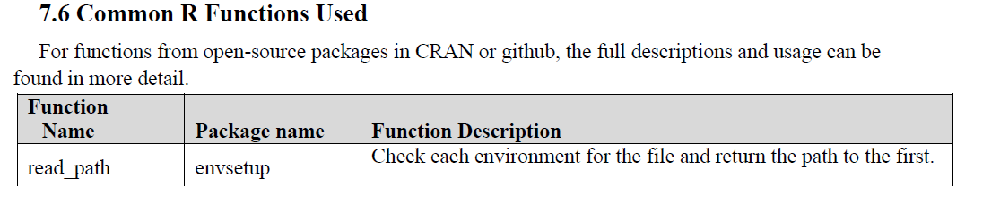 7.6 Common R Functions Used
For functions from open-source packages in CRAN or github, the full descriptions and usage can be
found in more detail.
Function
Name
Package name
Function Description
read_path
envsetup
Check each environment for the file and return the path to the first.